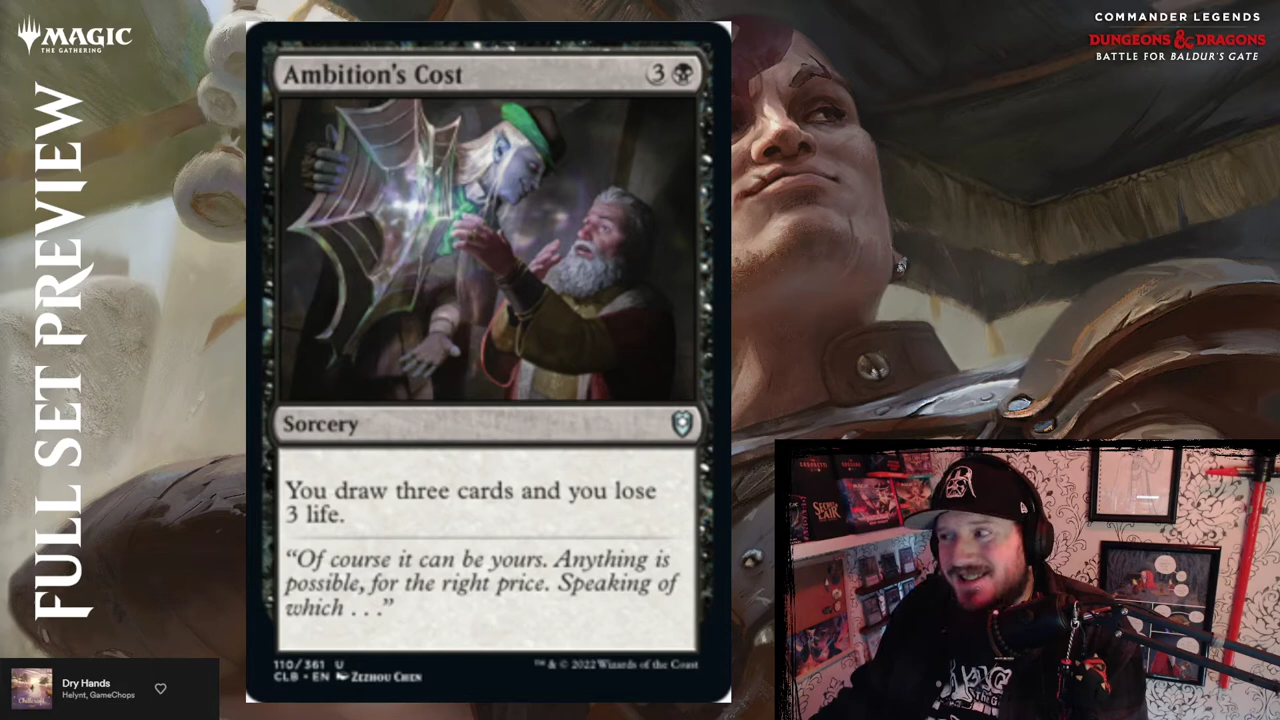 MAGIC
THE GATHERING
FULL SET PREVIEW
COMMANDER LEGENDS
DUNGEONS & DRAGONS
BATTLE FOR BALDUR'S GATE
Ambition's Cost 3
Sorcery
You draw three cards and you lose
3 life.
“Of course it can be yours. Anything is
possible, for the right price. Speaking of
which . . .”
110/361 U
CLB • EN ZEZHOU CHEN
™ & © 2022 Wizards of the Coast
Dry Hands
Helynt, GameChops
SECRET
LAIR